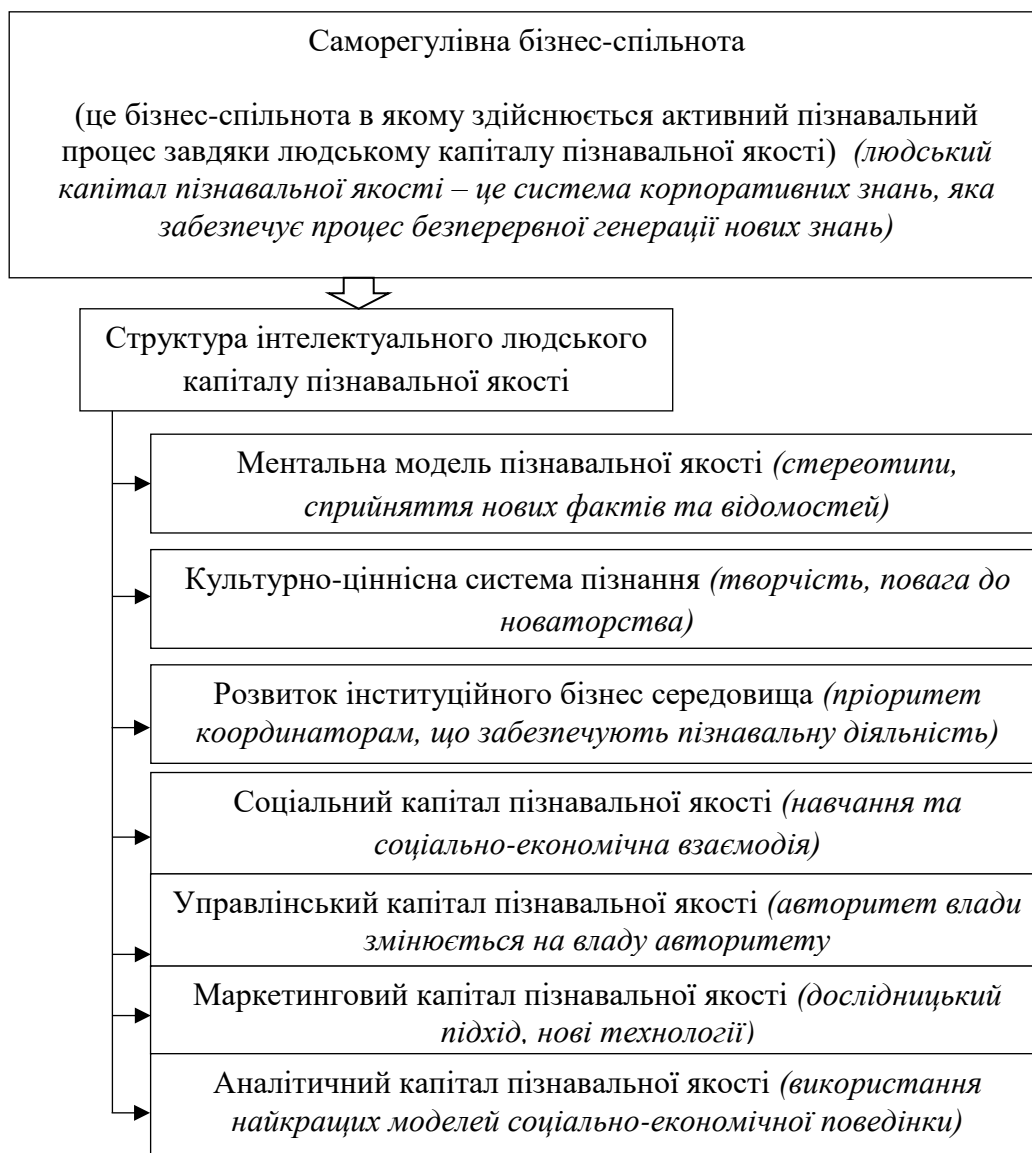 Саморегулівна бізнес-спільнота
(це бізнес-спільнота в якому здійснюється активний пізнавальний
процес завдяки людському капіталу пізнавальної якості) (людський
капітал пізнавальної якості – це система корпоративних знань, яка
забезпечує процес безперервної генерації нових знань)
Структура інтелектуального людського
капіталу пізнавальної якості
Ментальна модель пізнавальної якості (стереотипи,
сприйняття нових фактів та відомостей)
Культурно-ціннісна система пізнання (творчість, повага до
новаторства)
Розвиток інституційного бізнес середовища (пріоритет
координаторам, що забезпечують пізнавальну діяльність)
Соціальний капітал пізнавальної якості (навчання та
соціально-економічна взаємодія)
Управлінський капітал пізнавальної якості (авторитет влади
змінюється на владу авторитету
Маркетинговий капітал пізнавальної якості (дослідницький
підхід, нові технології)
Аналітичний капітал пізнавальної якості (використання
найкращих моделей соціально-економічної поведінки)